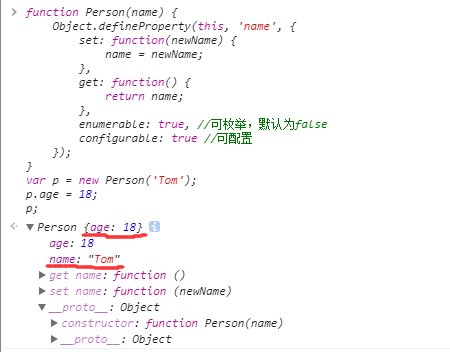 function Person(name) {
Object.defineProperty(this, 'name', {
set: function(newName) {
name = newName;
},
get: function() {
return name;
},
enumerable: true, //可枚举，默认为false
configurable: true //可配置
});
}
var p = new Person('Tom');
p.age = 18;
p;
Person {age: 18}
age: 18
name: "Tom"
get name: function ()
set name: function (newName)
__proto__: Object
constructor: function Person(name)
__proto__: Object